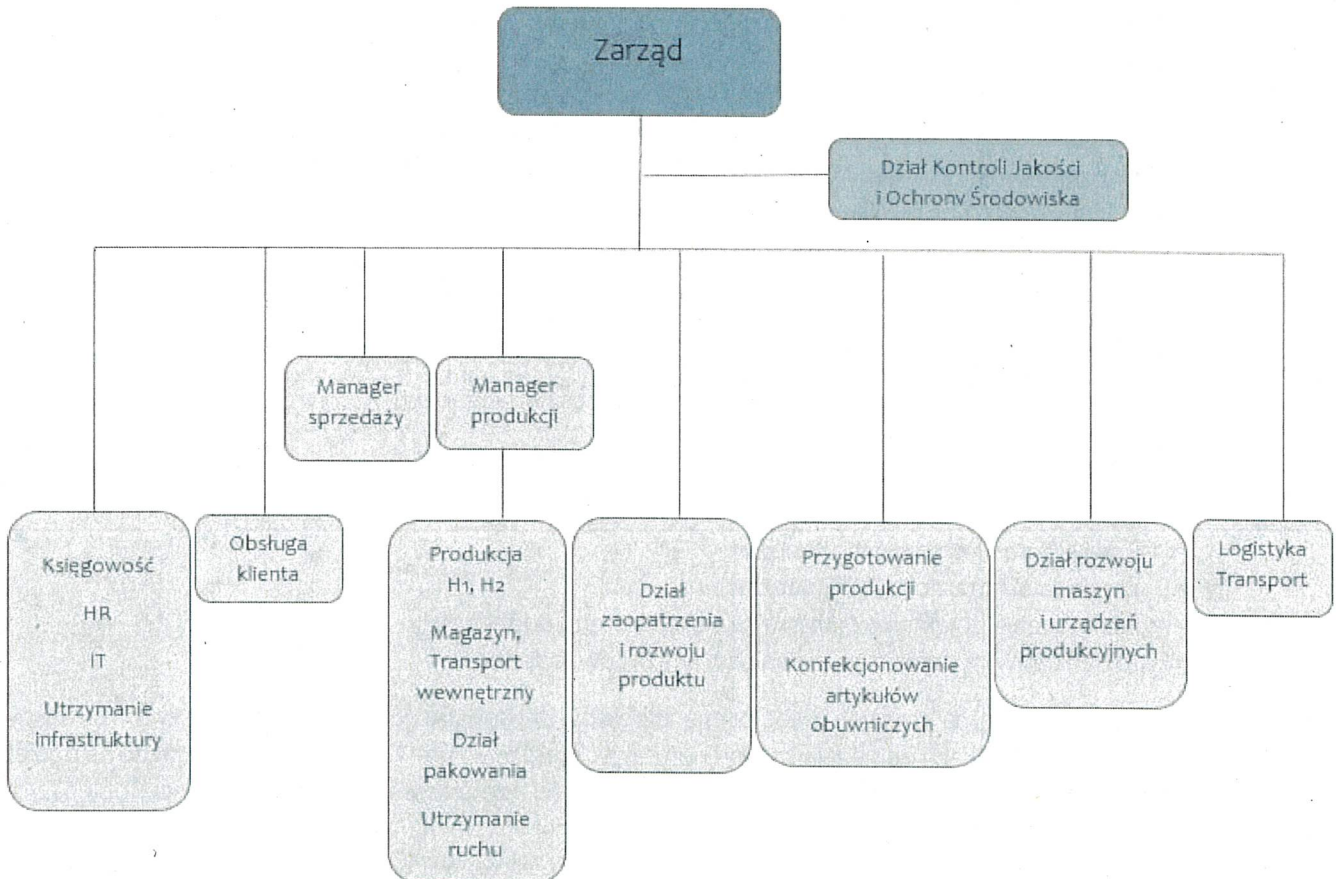 Zarząd
Dział Kontroli Jakości
i Ochrony Środowiska
Manager
sprzedaży
Manager
produkcji
Księgowość
HR
IT
Utrzymanie
infrastruktury
Obsługa
klienta
Produkcja
H1, H2
Magazyn,
Transport
wewnętrzny
Dział
pakowania
Utrzymanie
ruchu
Dział
zaopatrzenia
i rozwoju
produktu
Przygotowanie
produkcji
Konfekcjonowanie
artykułów
obuwniczych
Dział rozwoju
maszyn
i urządzeń
produkcyjnych
Logistyka
Transport